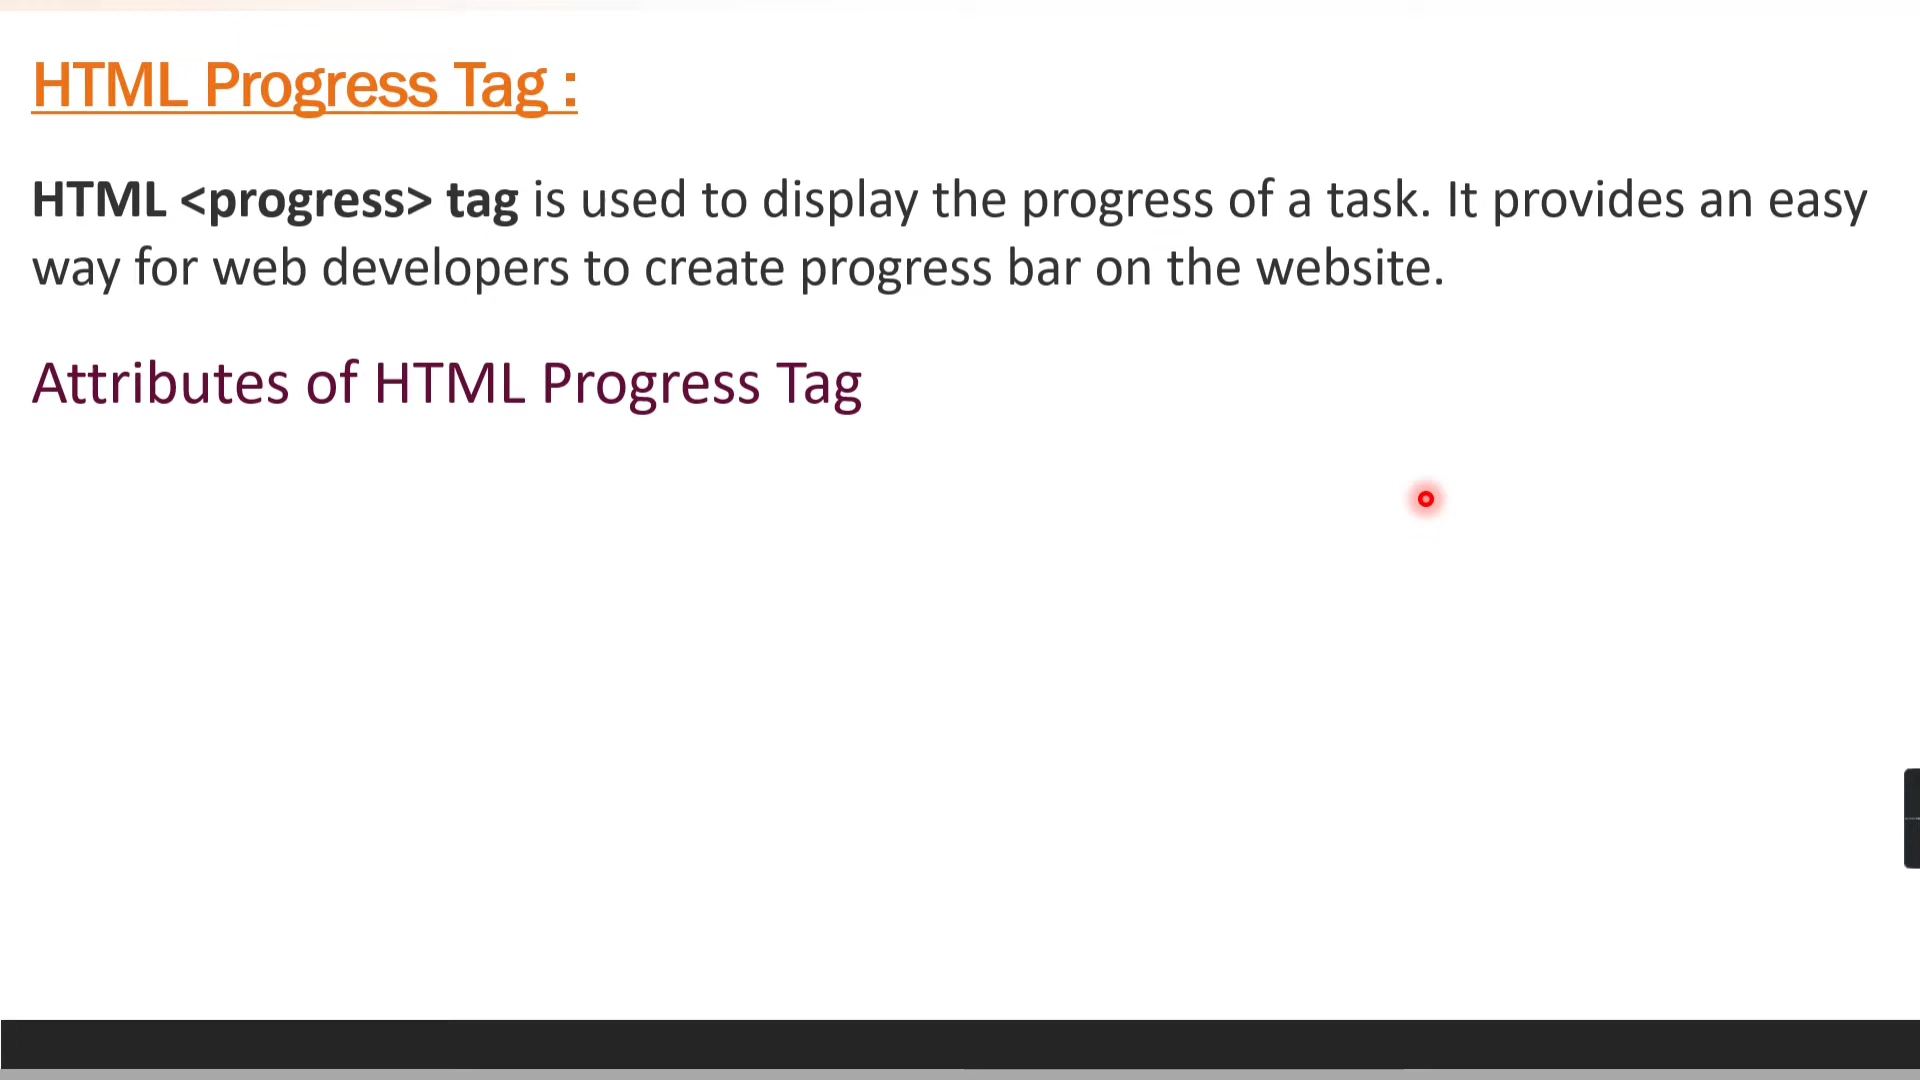 HTML Progress Tag :
HTML <progress> tag is used to display the progress of a task. It provides an easy
way for web developers to create progress bar on the website.
Attributes of HTML Progress Tag